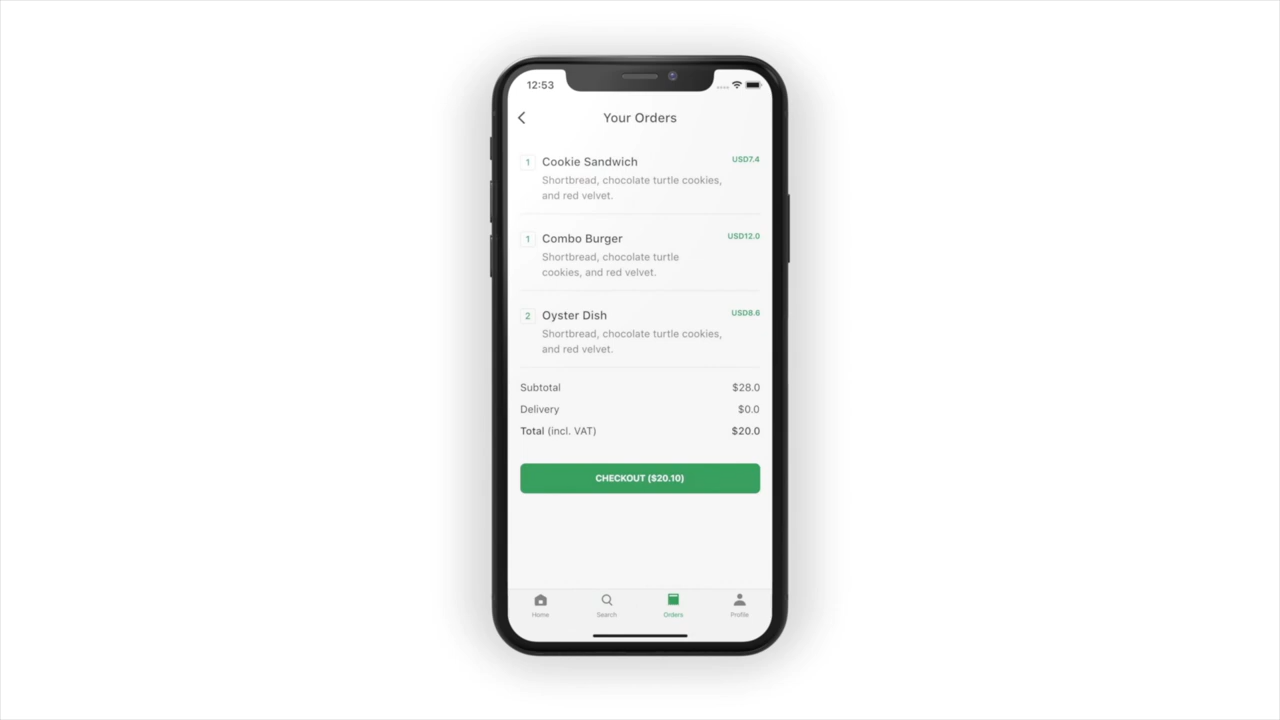 12:53
Your Orders
1 Cookie Sandwich USD7.4
Shortbread, chocolate turtle cookies,
and red velvet.
1 Combo Burger USD12.0
Shortbread, chocolate turtle
cookies, and red velvet.
2 Oyster Dish USD8.6
Shortbread, chocolate turtle cookies,
and red velvet.
Subtotal $28.0
Delivery $0.0
Total (incl. VAT) $20.0
CHECKOUT ($20.10)
Home Search Orders Profile